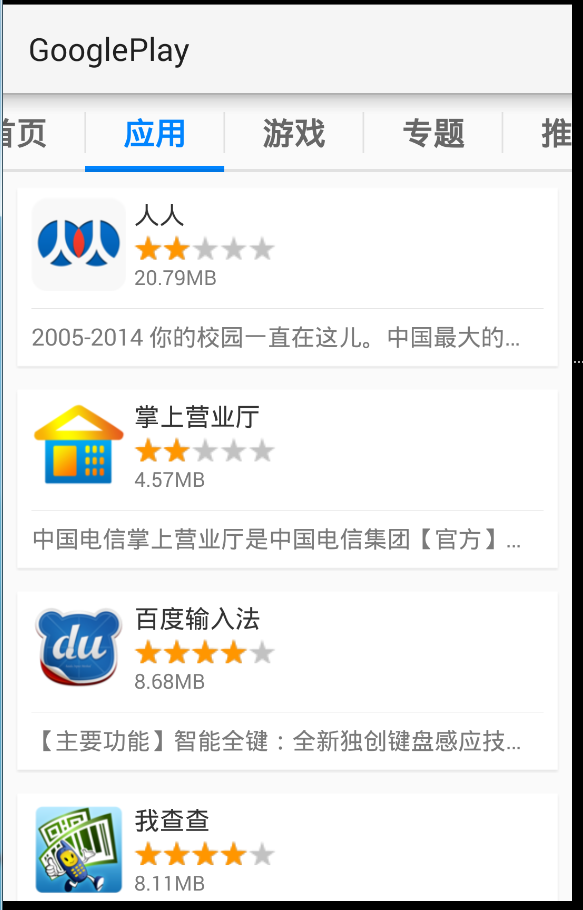 GooglePlay
首页 应用 游戏 专题 推
人人
20.79MB
2005-2014 你的校园一直在这儿。中国最大的...
掌上营业厅
4.57MB
中国电信掌上营业厅是中国电信集团【官方】...
du
百度输入法
8.68MB
【主要功能】智能全键：全新独创键盘感应技...
我查查
8.11MB